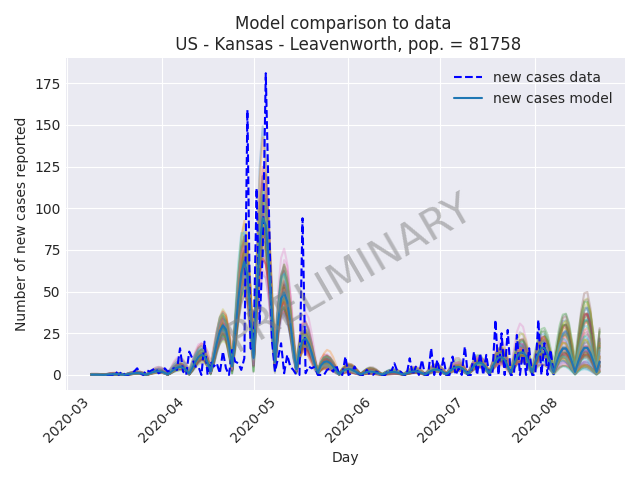 Model comparison to data
US - Kansas - Leavenworth, pop. = 81758
new cases data
new cases model
175
150
125
100
75
50
25
0
Number of new cases reported
PRELIMINARY
2020-03
2020-04
2020-05
2020-06
2020-07
2020-08
Day